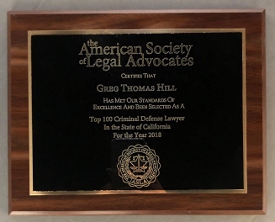 the
American Society
of Legal Advocates
CERTIFIES THAT
GREG THOMAS HILL
HAS MET OUR STANDARDS OF
EXCELLENCE AND BEEN SELECTED AS A
Top 100 Criminal Defense Lawyer
In the State of California
For the Year 2018